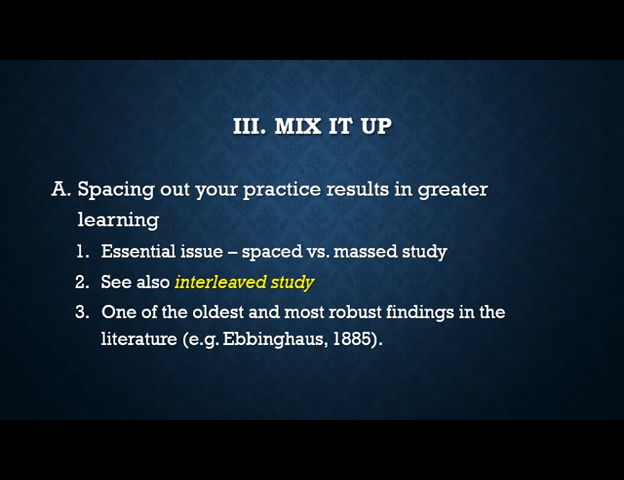 III. MIX IT UP
A. Spacing out your practice results in greater
learning
1. Essential issue – spaced vs. massed study
2. See also interleaved study
3. One of the oldest and most robust findings in the
literature (e.g. Ebbinghaus, 1885).